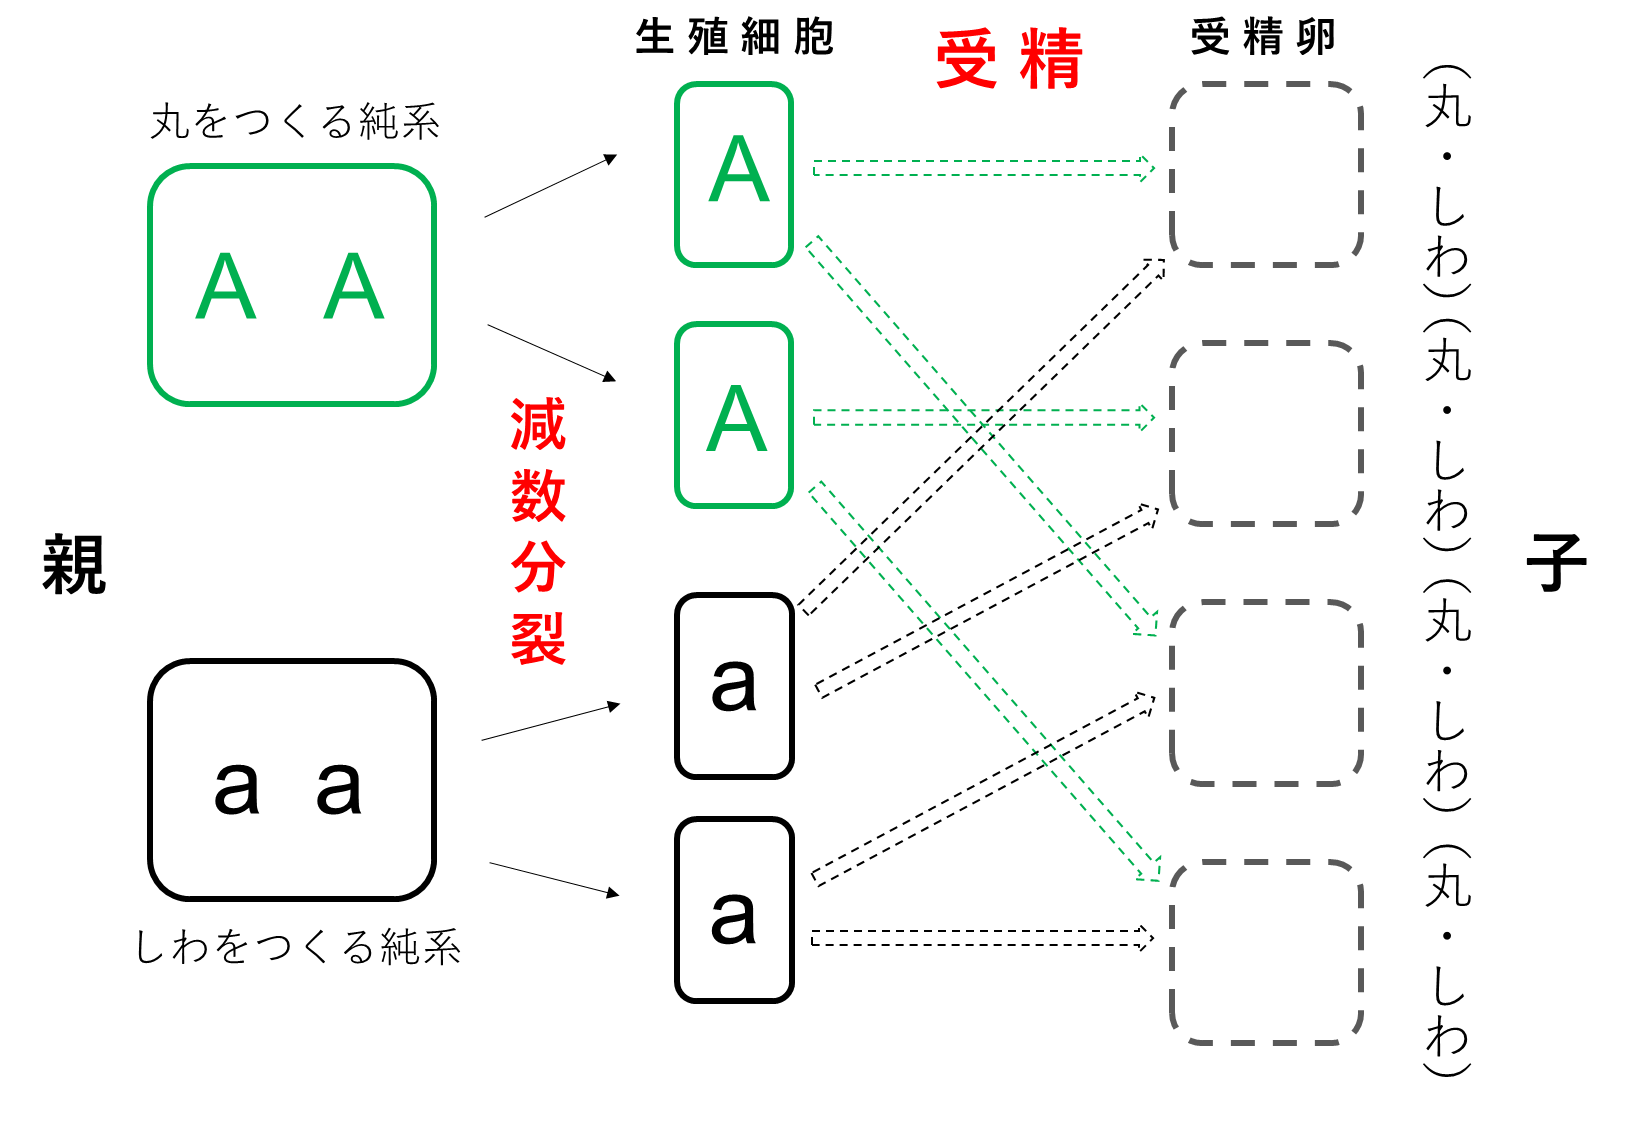 生殖細胞
受精
受精卵
丸をつくる純系
A A
A
A
減数分裂
親
a a
しわをつくる純系
a
a
(丸・しわ)
(丸・しわ)
(丸・しわ)
(丸・しわ)
子